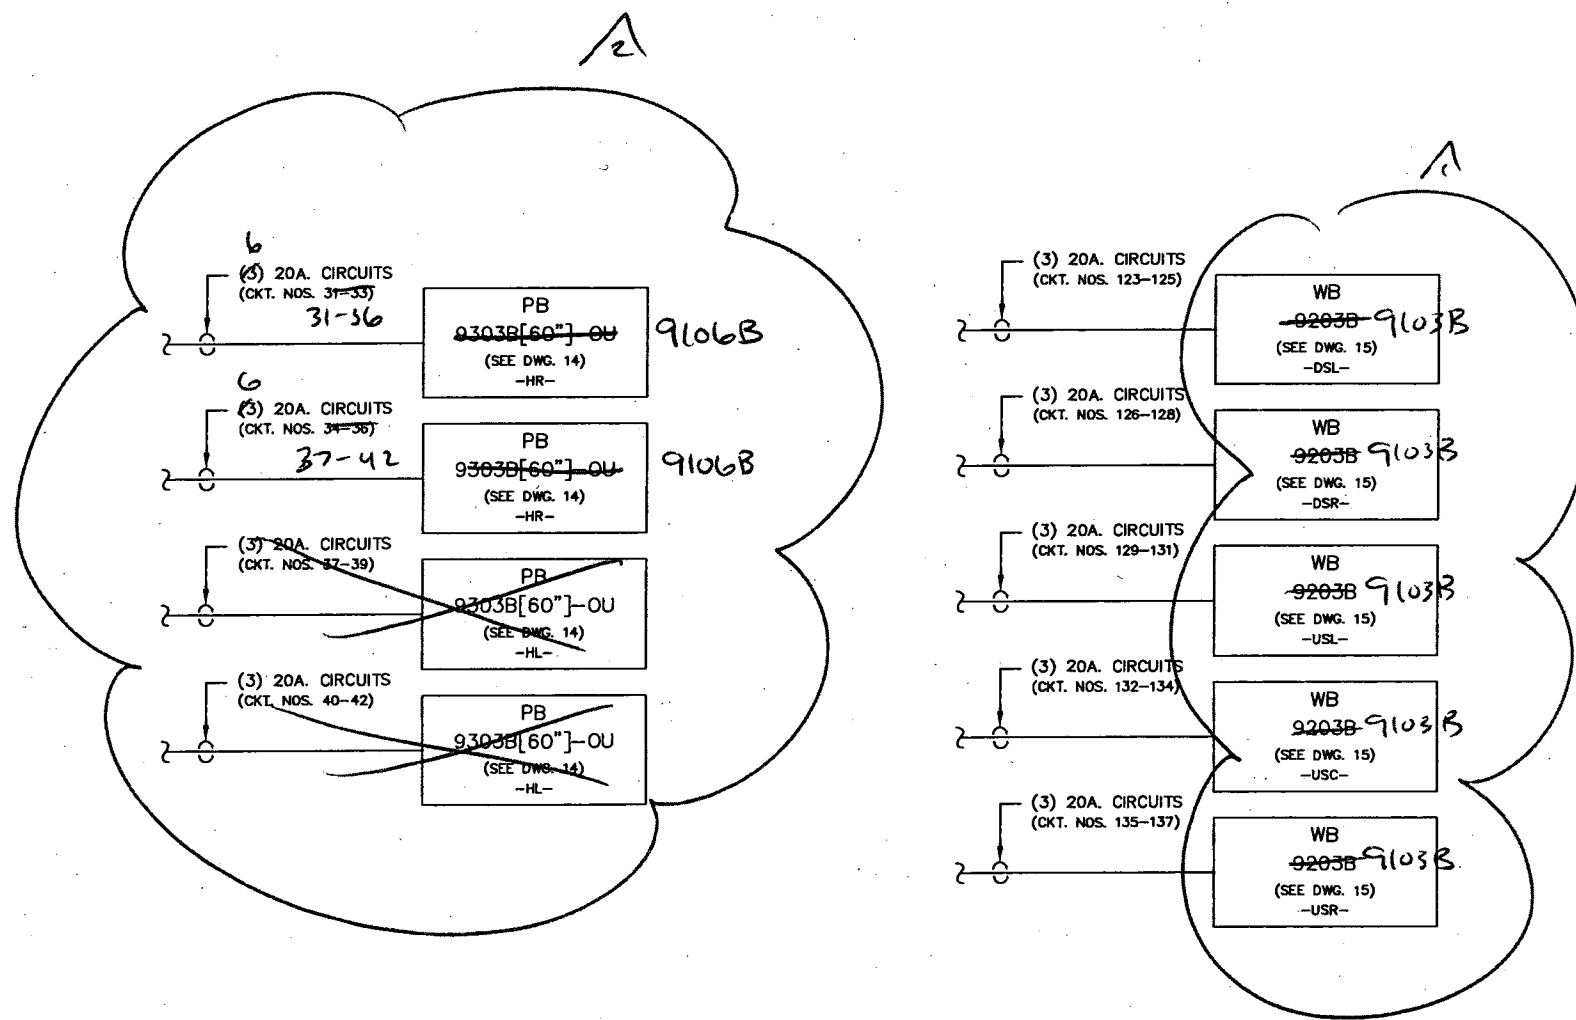 2
6
(3) 20A. CIRCUITS
(CKT. NOS. 31-33)
31-36
PB
9303B[60"]-OU 9106B
(SEE DWG. 14)
-HR-
6
(3) 20A. CIRCUITS
(CKT. NOS. 34-36)
37-42
PB
9303B[60"]-OU 9106B
(SEE DWG. 14)
-HR-
(3) 20A. CIRCUITS
(CKT. NOS. 37-39)
PB
9303B[60"]-OU
(SEE DWG. 14)
-HL-
(3) 20A. CIRCUITS
(CKT. NOS. 40-42)
PB
9303B[60"]-OU
(SEE DWG. 14)
-HL-
1
(3) 20A. CIRCUITS
(CKT. NOS. 123-125)
WB
9203B 9103B
(SEE DWG. 15)
-DSL-
(3) 20A. CIRCUITS
(CKT. NOS. 126-128)
WB
9203B 9103B
(SEE DWG. 15)
-DSR-
(3) 20A. CIRCUITS
(CKT. NOS. 129-131)
WB
9203B 9103B
(SEE DWG. 15)
-USL-
(3) 20A. CIRCUITS
(CKT. NOS. 132-134)
WB
9203B 9103B
(SEE DWG. 15)
-USC-
(3) 20A. CIRCUITS
(CKT. NOS. 135-137)
WB
9203B 9103B
(SEE DWG. 15)
-USR-